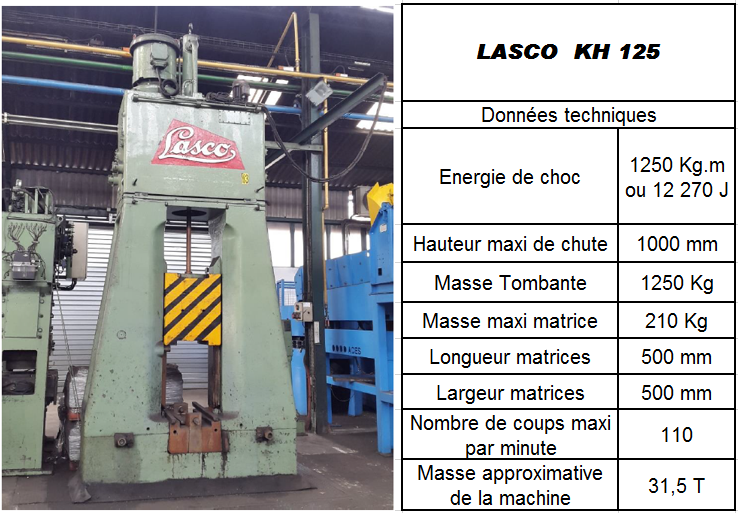 Lasco
ADES
LASCO KH 125
Données techniques
Energie de choc
1250 Kg.m
ou 12 270 J
Hauteur maxi de chute
1000 mm
Masse Tombante
1250 Kg
Masse maxi matrice
210 Kg
Longueur matrices
500 mm
Largeur matrices
500 mm
Nombre de coups maxi
par minute
110
Masse approximative
de la machine
31,5 T